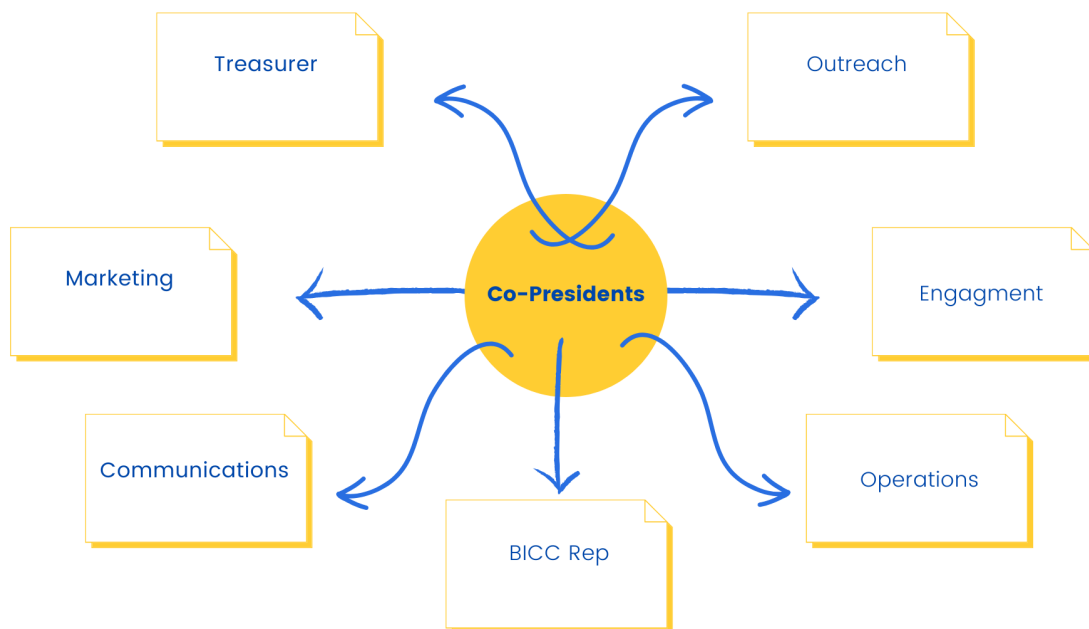 Treasurer
Outreach
Marketing
Co-Presidents
Engagment
Communications
Operations
BICC Rep